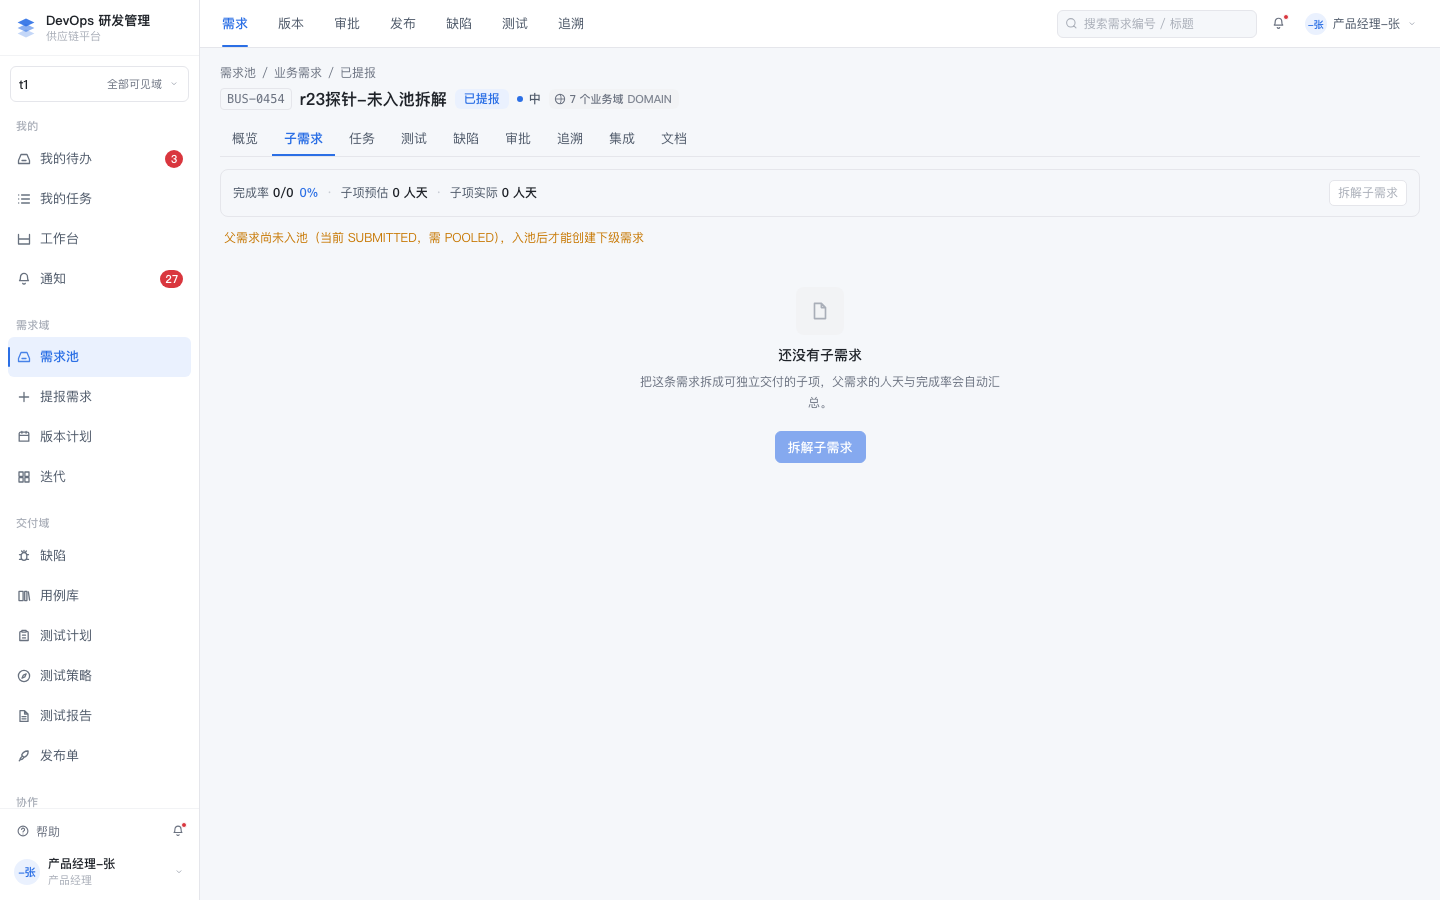 DevOps 研发管理
供应链平台
t1 全部可见域
我的
我的待办 3
我的任务
工作台
通知 27
需求域
需求池
提报需求
版本计划
迭代
交付域
缺陷
用例库
测试计划
测试策略
测试报告
发布单
协作
帮助
-张 产品经理-张
产品经理
需求 版本 审批 发布 缺陷 测试 追溯
搜索需求编号 / 标题
-张 产品经理-张
需求池 / 业务需求 / 已提报
BUS-0454 r23探针-未入池拆解 已提报 中 7 个业务域 DOMAIN
概览 子需求 任务 测试 缺陷 审批 追溯 集成 文档
完成率 0/0 0% · 子项预估 0 人天 · 子项实际 0 人天 拆解子需求
父需求尚未入池（当前 SUBMITTED，需 POOLED），入池后才能创建下级需求
还没有子需求
把这条需求拆成可独立交付的子项，父需求的人天与完成率会自动汇
总。
拆解子需求